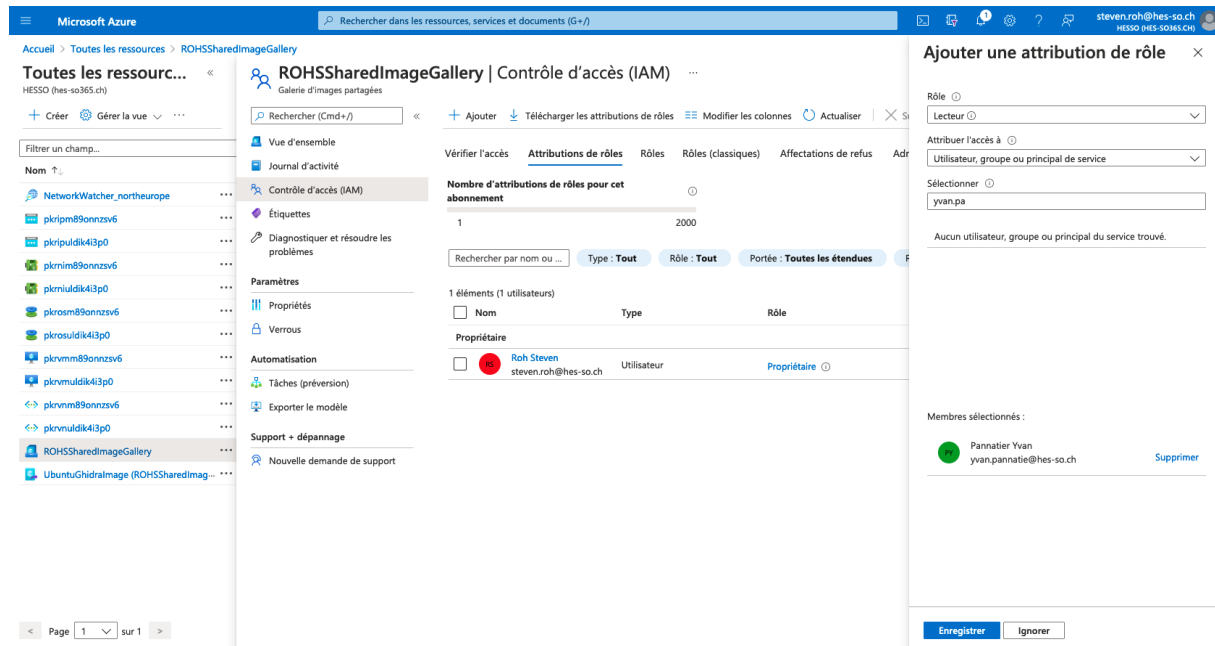 Microsoft Azure
Rechercher dans les ressources, services et documents (G+/)
1
steven.roh@hes-so.ch
HESSO (HES-SO365.CH)
Accueil > Toutes les ressources > ROHSSharedImageGallery
Toutes les ressourc... «
HESSO (hes-so365.ch)
+ Créer Gérer la vue ...
Filtrer un champ...
Nom ↑↓
NetworkWatcher_northeurope ...
pkripm89onnzsv6 ...
pkripuldik4i3p0 ...
pkrnim89onnzsv6 ...
pkrniuldik4i3p0 ...
pkrosm89onnzsv6 ...
pkrosuldik4i3p0 ...
pkrvmm89onnzsv6 ...
pkrvmuldik4i3p0 ...
pkrvnm89onnzsv6 ...
pkrvnuldik4i3p0 ...
ROHSSharedImageGallery ...
UbuntuGhidraImage (ROHSSharedImag... ...
< Page 1 sur 1 >
ROHSSharedImageGallery | Contrôle d'accès (IAM) ...
Galerie d'images partagées
Rechercher (Cmd+/) «
Vue d'ensemble
Journal d'activité
Contrôle d'accès (IAM)
Étiquettes
Diagnostiquer et résoudre les
problèmes
Paramètres
Propriétés
Verrous
Automatisation
Tâches (préversion)
Exporter le modèle
Support + dépannage
Nouvelle demande de support
+ Ajouter Télécharger les attributions de rôles Modifier les colonnes Actualiser
Vérifier l'accès Attributions de rôles Rôles Rôles (classiques) Affectations de refus Adr
Nombre d'attributions de rôles pour cet
abonnement
1 2000
Rechercher par nom ou ... Type : Tout Rôle : Tout Portée : Toutes les étendues
1 éléments (1 utilisateurs)
Nom Type Rôle
Propriétaire
RS Roh Steven
steven.roh@hes-so.ch Utilisateur Propriétaire
Ajouter une attribution de rôle ×
Rôle
Lecteur
Attribuer l'accès à
Utilisateur, groupe ou principal de service
Sélectionner
yvan.pa
Aucun utilisateur, groupe ou principal du service trouvé.
Membres sélectionnés :
PY Pannatier Yvan
yvan.pannatie@hes-so.ch Supprimer
Enregistrer Ignorer